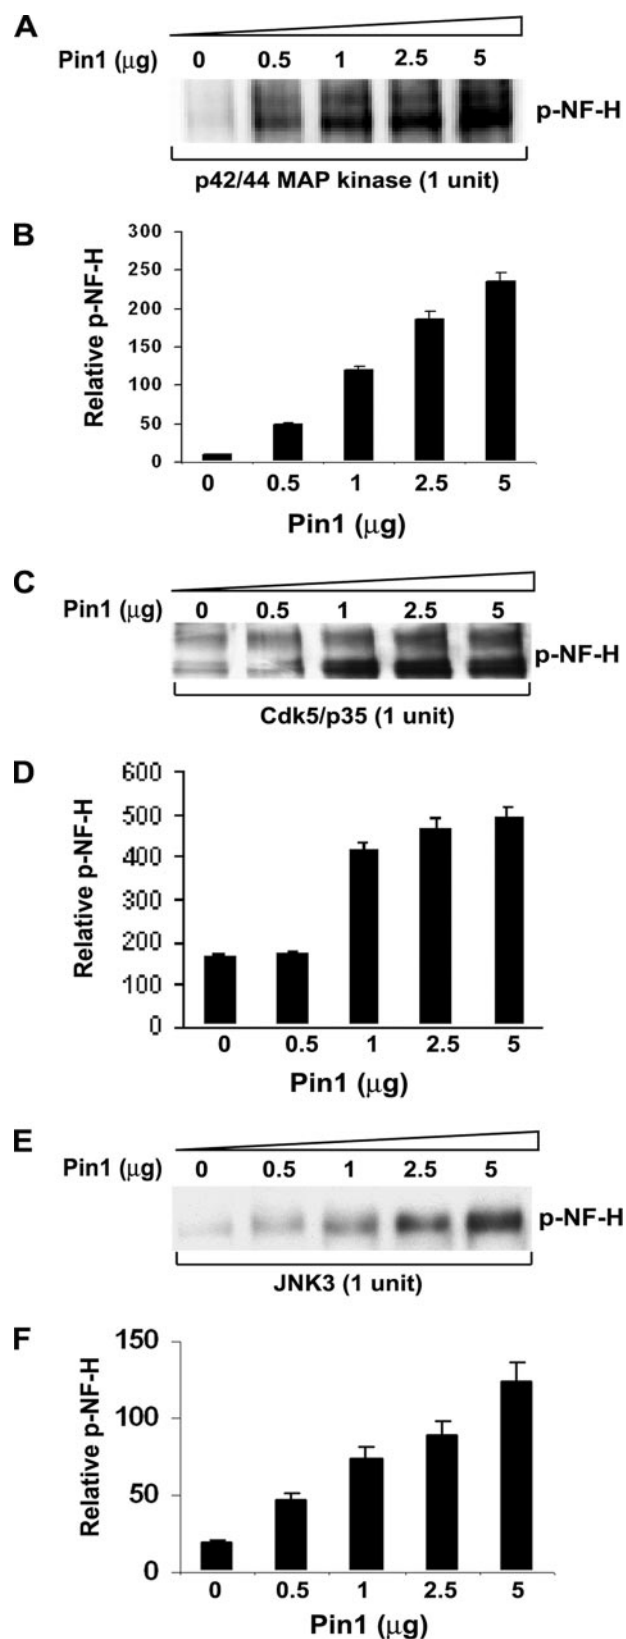 A
Pin1 (μg) 0 0.5 1 2.5 5
p-NF-H
p42/44 MAP kinase (1 unit)
B
Relative p-NF-H
300
250
200
150
100
50
0
0 0.5 1 2.5 5
Pin1 (μg)
C
Pin1 (μg) 0 0.5 1 2.5 5
p-NF-H
Cdk5/p35 (1 unit)
D
Relative p-NF-H
600
500
400
300
200
100
0
0 0.5 1 2.5 5
Pin1 (μg)
E
Pin1 (μg) 0 0.5 1 2.5 5
p-NF-H
JNK3 (1 unit)
F
Relative p-NF-H
150
100
50
0
0 0.5 1 2.5 5
Pin1 (μg)